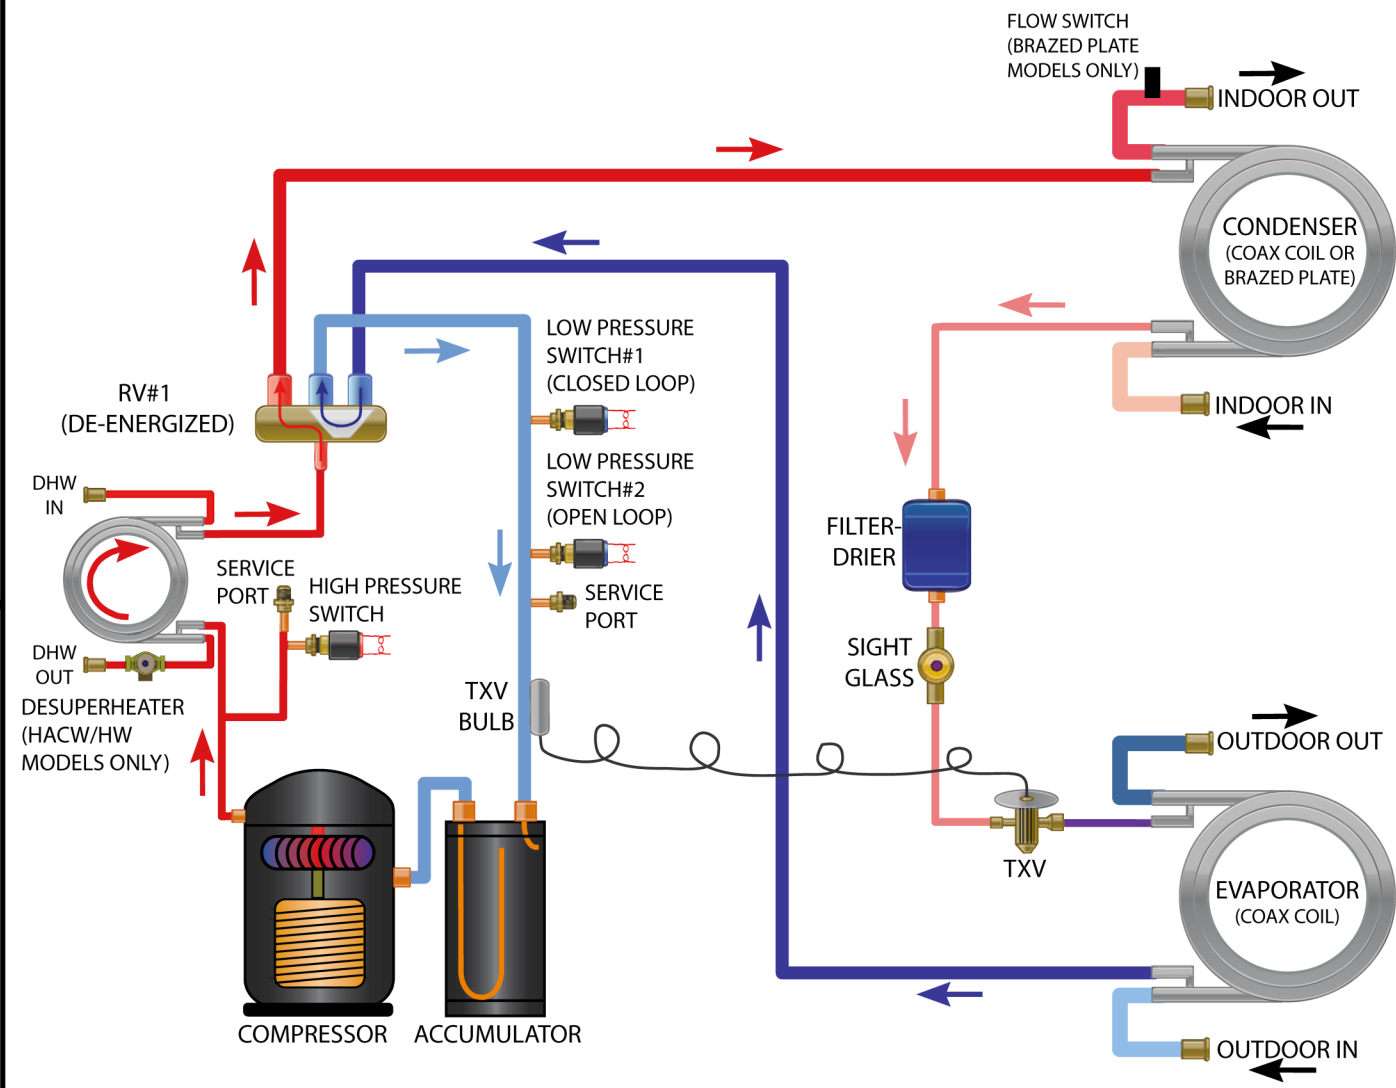 FLOW SWITCH
(BRAZED PLATE
MODELS ONLY)
INDOOR OUT
CONDENSER
(COAX COIL OR
BRAZED PLATE)
INDOOR IN
LOW PRESSURE
SWITCH#1
(CLOSED LOOP)
RV#1
(DE-ENERGIZED)
LOW PRESSURE
SWITCH#2
(OPEN LOOP)
DHW
IN
FILTER-
DRIER
SERVICE
PORT
HIGH PRESSURE
SWITCH
SERVICE
PORT
DHW
OUT
SIGHT
GLASS
TXV
BULB
DESUPERHEATER
(HACW/HW
MODELS ONLY)
OUTDOOR OUT
TXV
EVAPORATOR
(COAX COIL)
COMPRESSOR
ACCUMULATOR
OUTDOOR IN